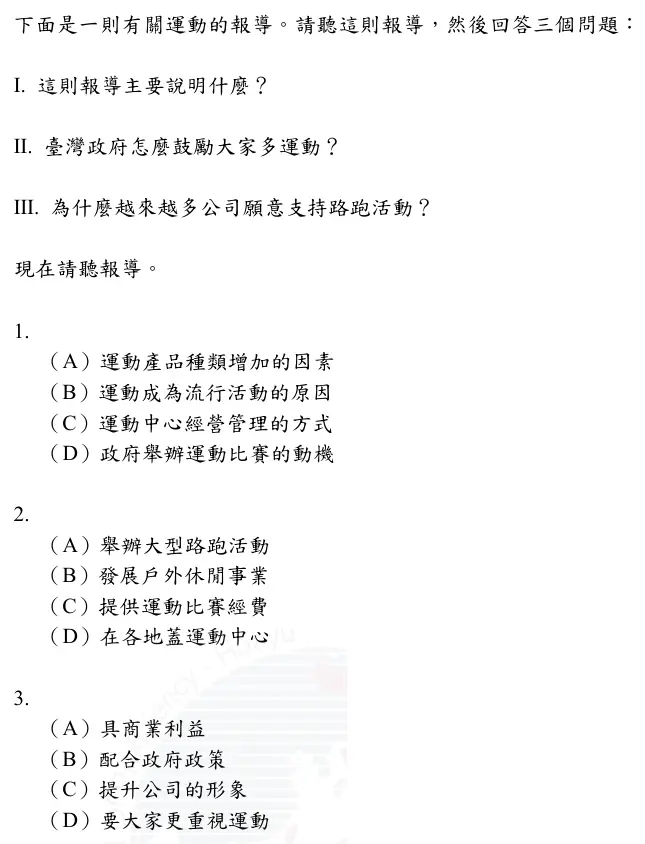 下面是一則有關運動的報導。請聽這則報導，然後回答三個問題：
I. 這則報導主要說明什麼？
II. 臺灣政府怎麼鼓勵大家多運動？
III. 為什麼越來越多公司願意支持路跑活動？
現在請聽報導。
1.
（A）運動產品種類增加的因素
（B）運動成為流行活動的原因
（C）運動中心經營管理的方式
（D）政府舉辦運動比賽的動機
2.
（A）舉辦大型路跑活動
（B）發展戶外休閒事業
（C）提供運動比賽經費
（D）在各地蓋運動中心
3.
（A）具商業利益
（B）配合政府政策
（C）提升公司的形象
（D）要大家更重視運動